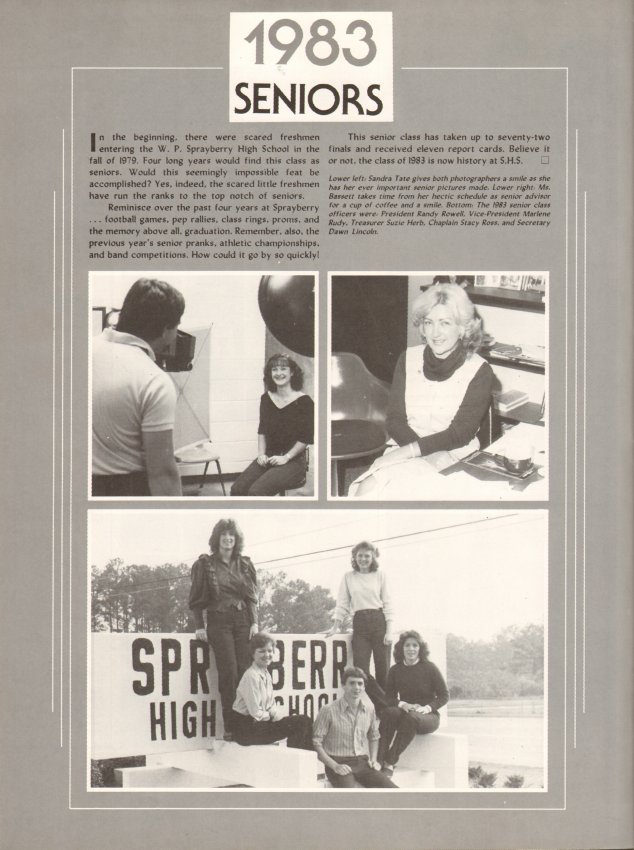 1983
SENIORS
In the beginning, there were scared freshmen
entering the W. P. Sprayberry High School in the
fall of 1979. Four long years would find this class as
seniors. Would this seemingly impossible feat be
accomplished? Yes, indeed, the scared little freshmen
have run the ranks to the top notch of seniors.
Reminisce over the past four years at Sprayberry
. . . football games, pep rallies, class rings, proms, and
the memory above all, graduation. Remember, also, the
previous year's senior pranks, athletic championships,
and band competitions. How could it go by so quickly!
This senior class has taken up to seventy-two
finals and received eleven report cards. Believe it
or not, the class of 1983 is now history at S.H.S. □
Lower left: Sandra Tate gives both photographers a smile as she
has her ever important senior pictures made. Lower right: Ms.
Bassett takes time from her hectic schedule as senior advisor
for a cup of coffee and a smile. Bottom: The 1983 senior class
officers were: President Randy Rowell, Vice-President Marlene
Rudy, Treasurer Suzie Herb, Chaplain Stacy Ross, and Secretary
Dawn Lincoln.
SPR BERR
HIGH CHOOL